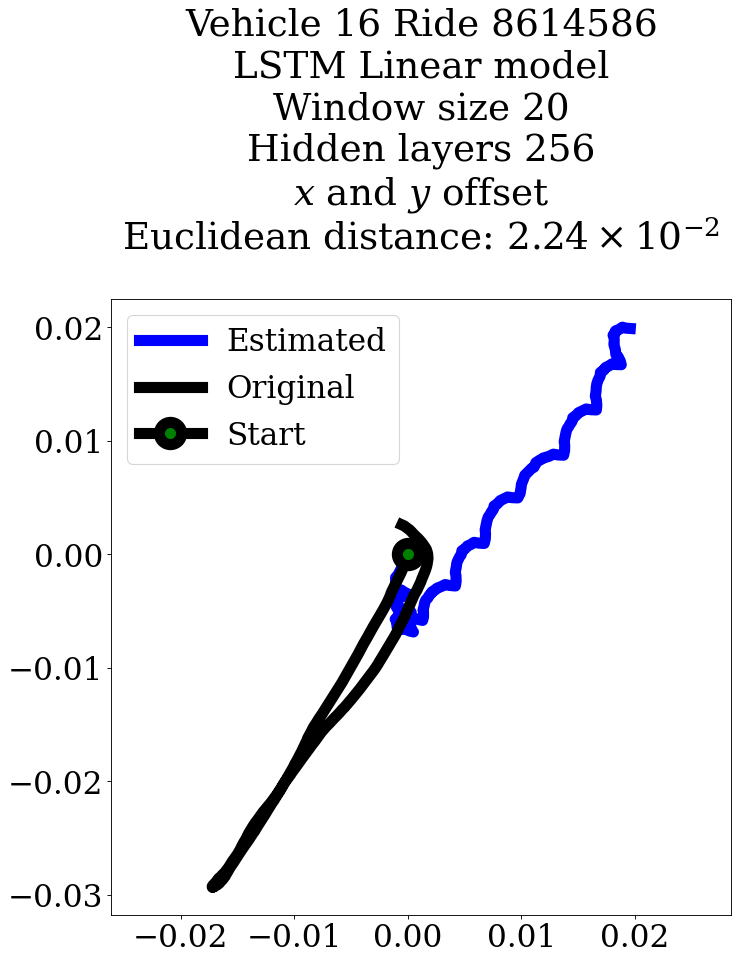 Vehicle 16 Ride 8614586
LSTM Linear model
Window size 20
Hidden layers 256
x and y offset
Euclidean distance: 2.24 × 10⁻²
Estimated
Original
Start
0.02
0.01
0.00
−0.01
−0.02
−0.03
−0.02 −0.01 0.00 0.01 0.02